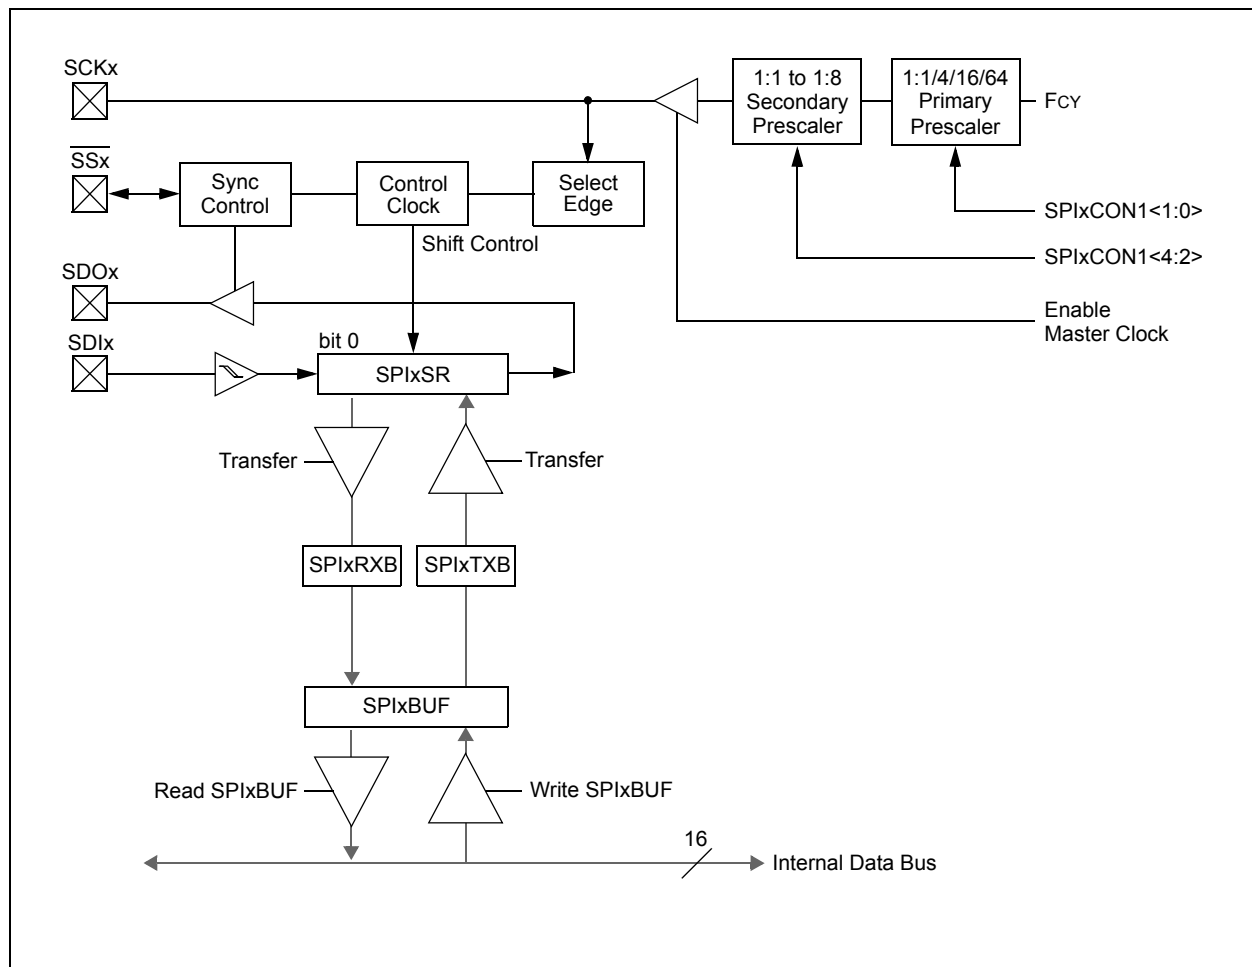 SCKx
1:1 to 1:8
Secondary
Prescaler
1:1/4/16/64
Primary
Prescaler
FCY
SSx
Sync
Control
Control
Clock
Select
Edge
SPIxCON1<1:0>
Shift Control
SPIxCON1<4:2>
SDOx
Enable
Master Clock
SDIx
bit 0
SPIxSR
Transfer
Transfer
SPIxRXB
SPIxTXB
SPIxBUF
Read SPIxBUF
Write SPIxBUF
16
Internal Data Bus